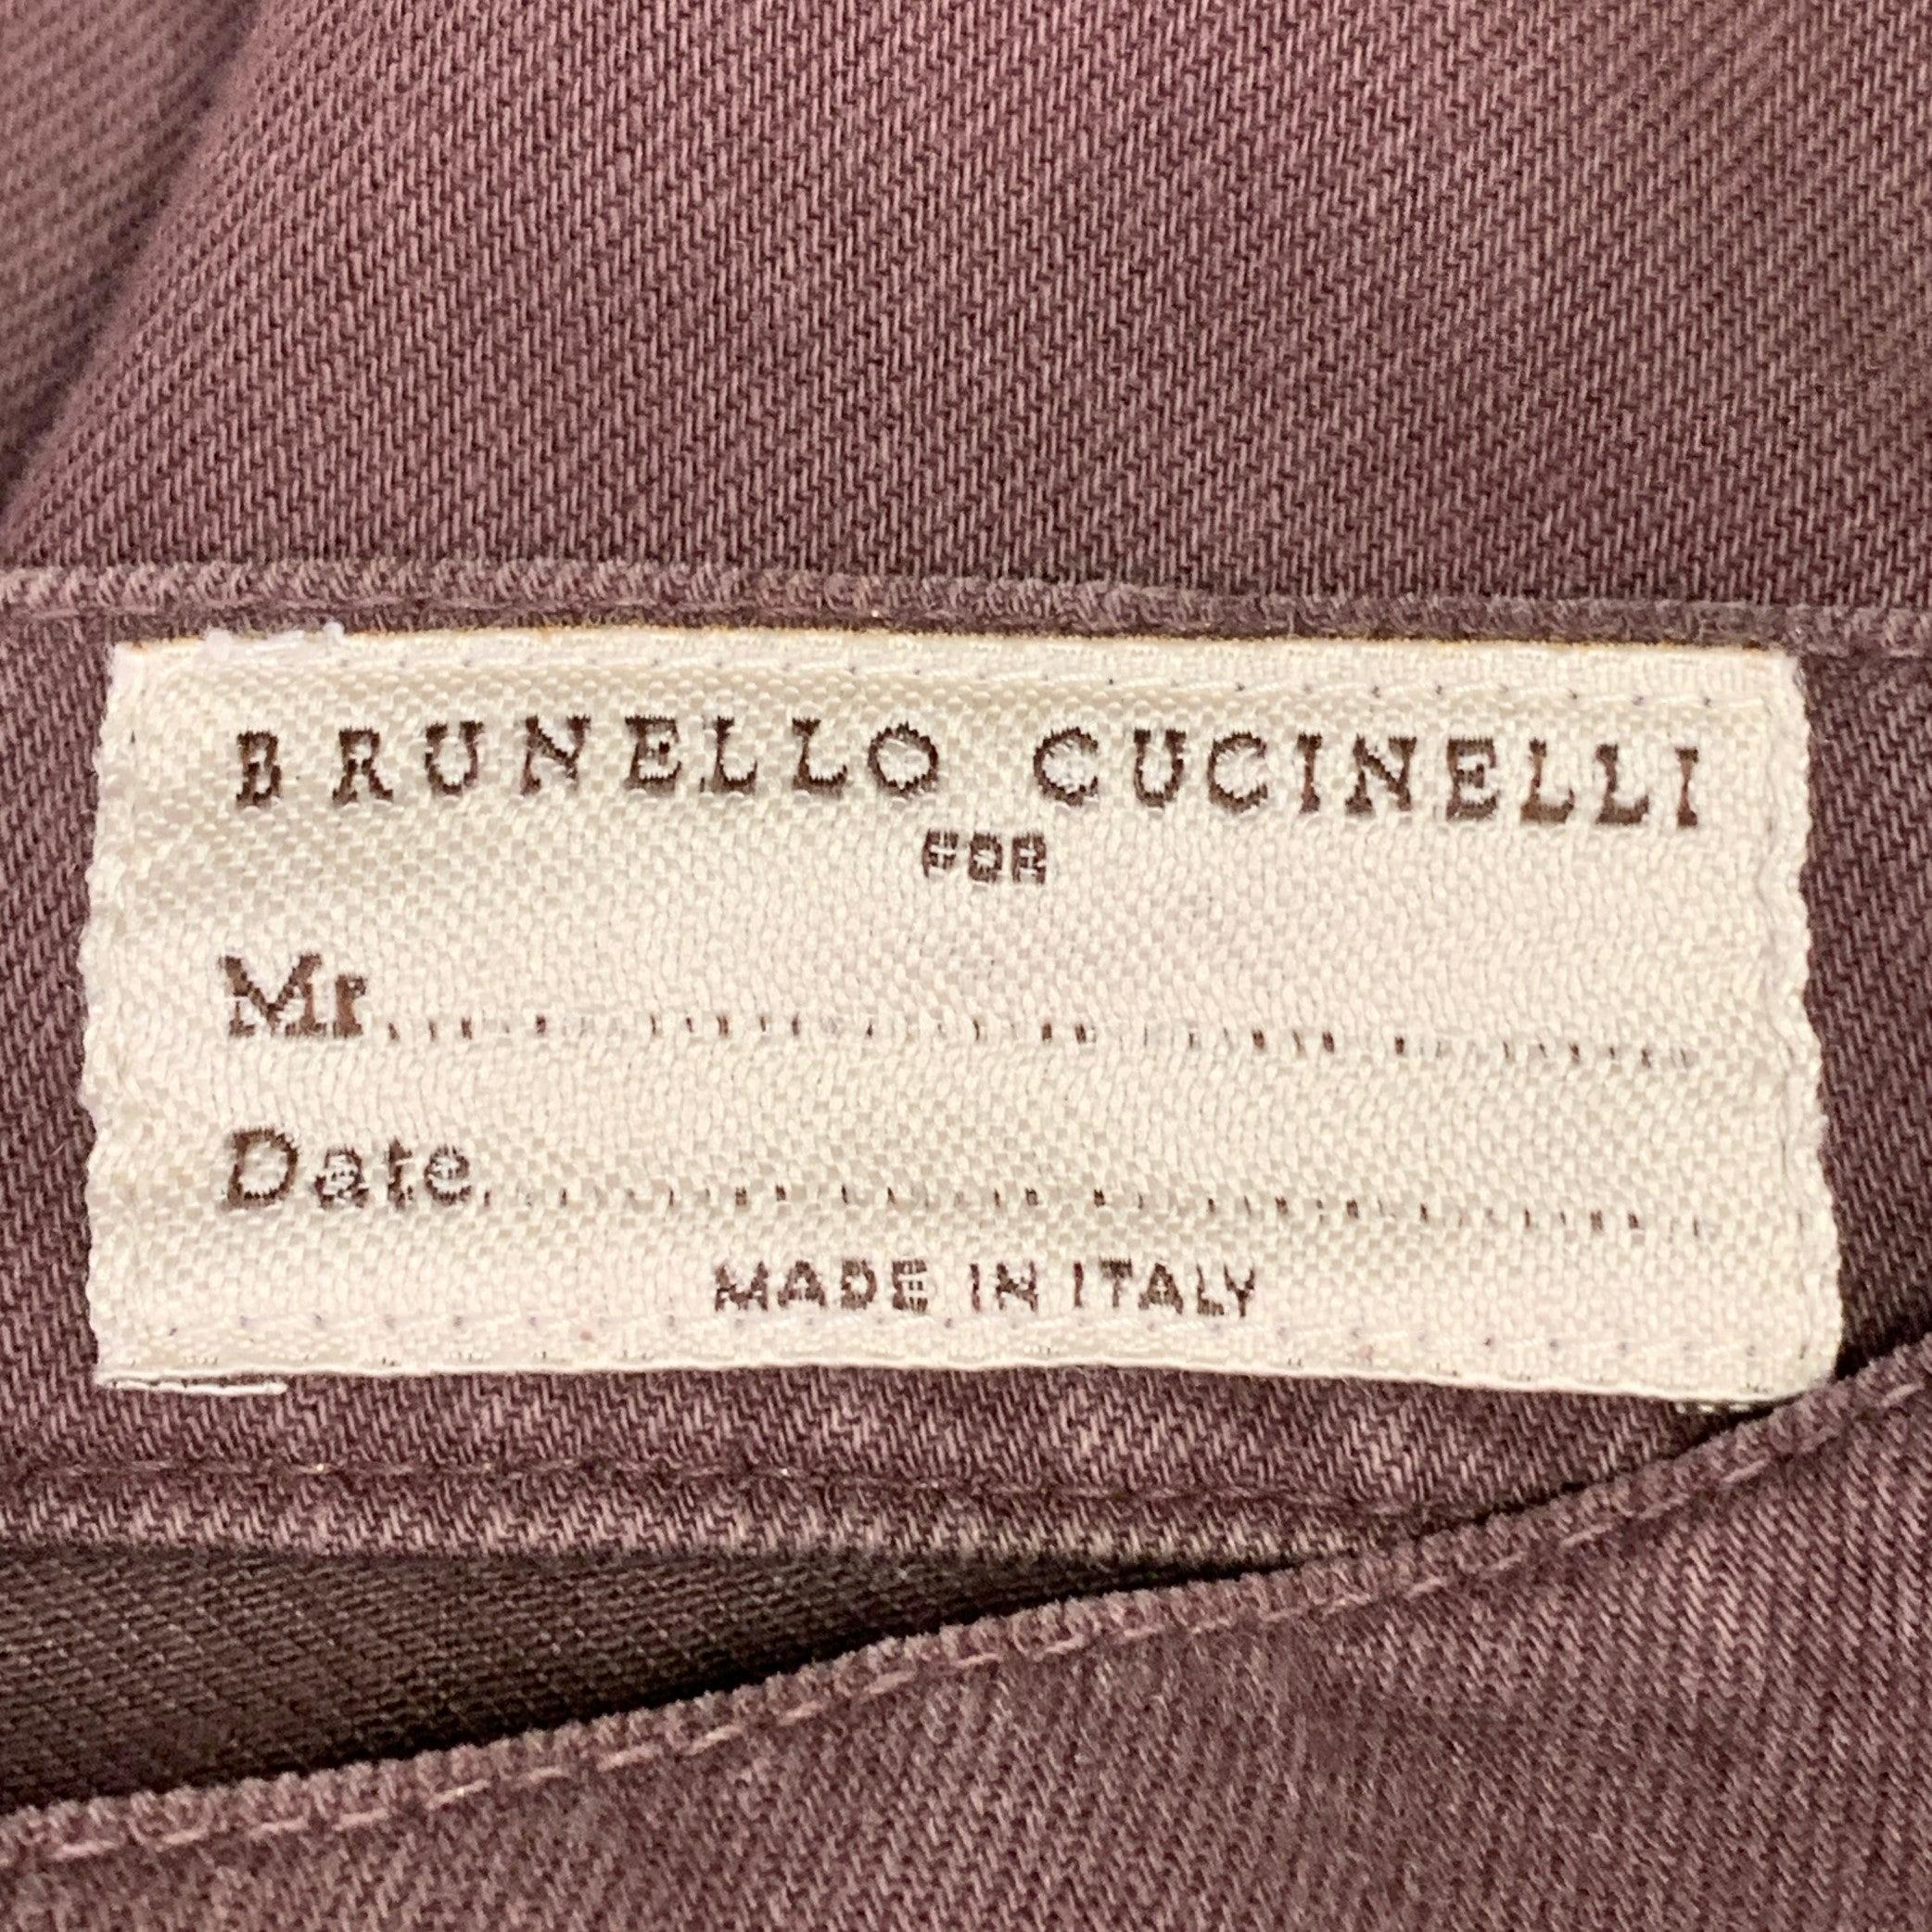 BRUNELLO CUCINELLI
FOR
Mr....................................
Date..................................
MADE IN ITALY